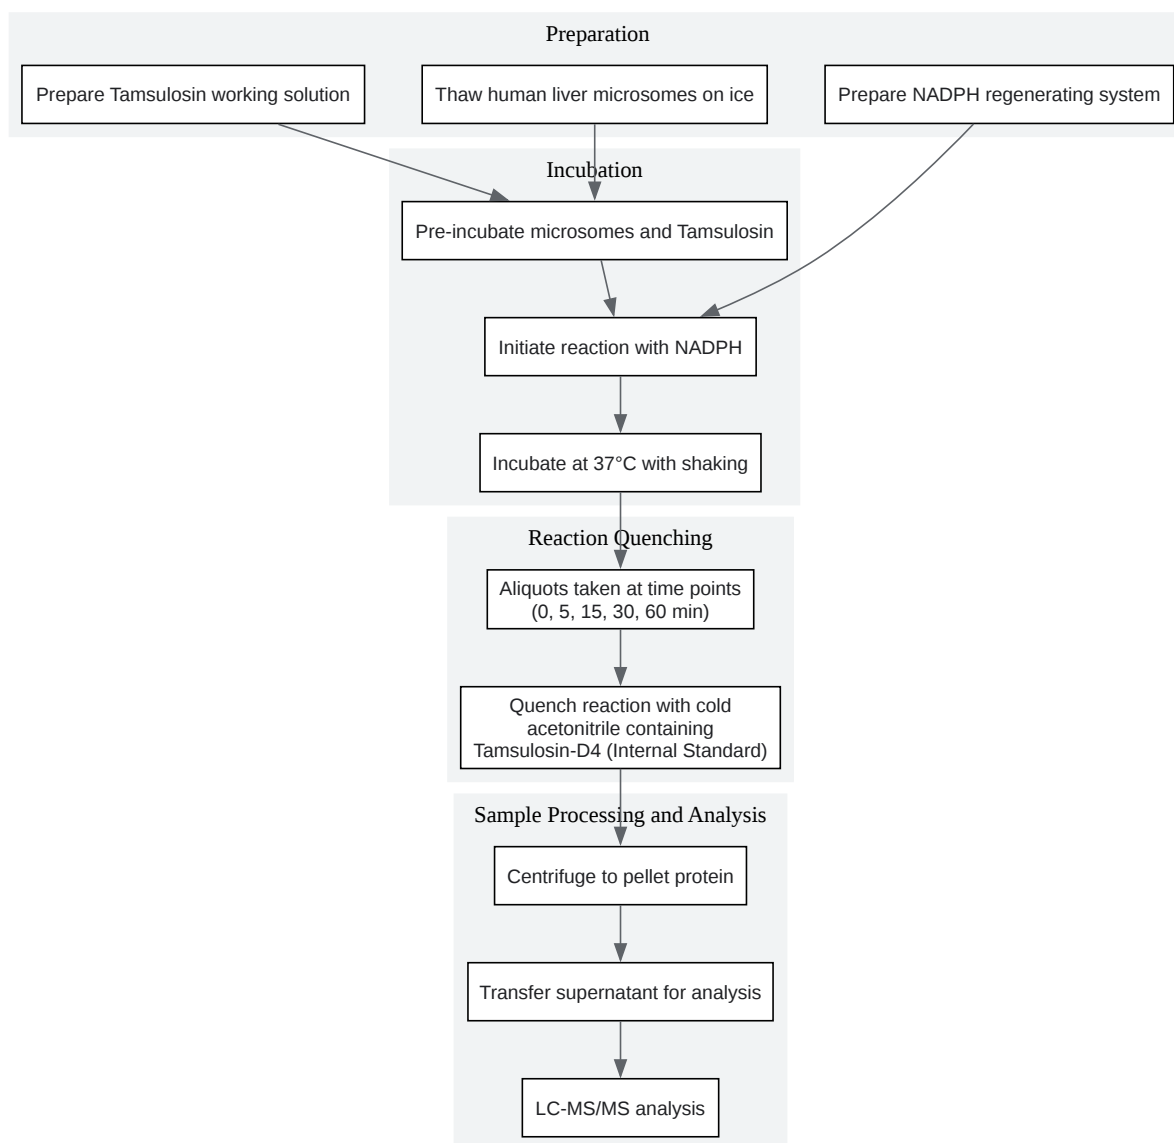 Preparation
Prepare Tamsulosin working solution
Thaw human liver microsomes on ice
Prepare NADPH regenerating system
Incubation
Pre-incubate microsomes and Tamsulosin
Initiate reaction with NADPH
Incubate at 37°C with shaking
Reaction Quenching
Aliquots taken at time points
(0, 5, 15, 30, 60 min)
Quench reaction with cold
acetonitrile containing
Tamsulosin-D4 (Internal Standard)
Sample Processing and Analysis
Centrifuge to pellet protein
Transfer supernatant for analysis
LC-MS/MS analysis